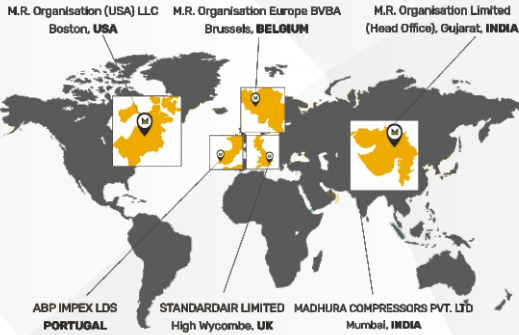 M.R. Organisation (USA) LLC
Boston, USA
M.R. Organisation Europe BVBA
Brussels, BELGIUM
M.R. Organisation Limited
(Head Office), Gujarat, INDIA
ABP IMPEX LDS
PORTUGAL
STANDARDAIR LIMITED
High Wycombe, UK
MADHURA COMPRESSORS PVT. LTD
Mumbai, INDIA